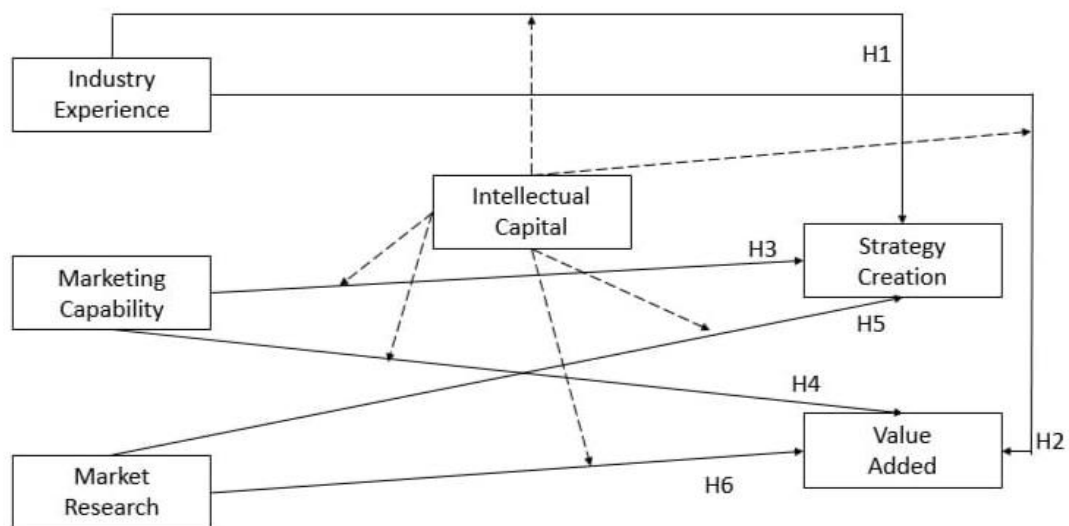 H1
Industry
Experience
Intellectual
Capital
H3
Strategy
Creation
Marketing
Capability
H5
H4
Value
Added
H2
Market
Research
H6